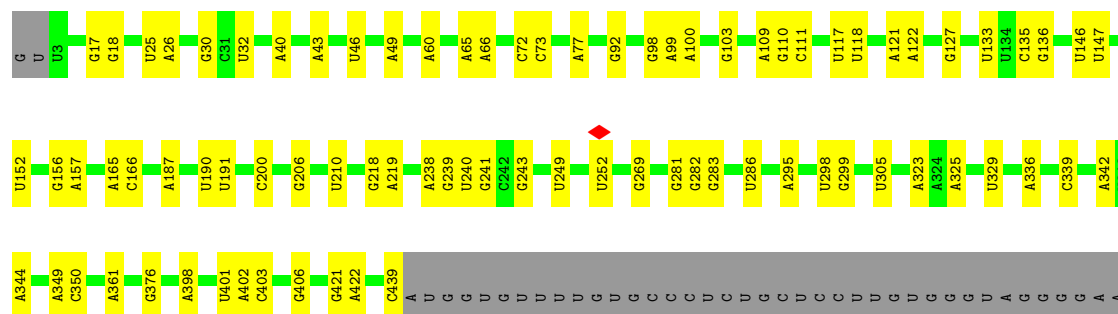 G U U3 G17 G18 U25 A26 G30 C31 U32 A40 A43 U46 A49 A60 A65 A66 C72 C73 A77 G92 G98 A99 A100 G103 A109 G110 C111 U117 U118 A121 A122 G127 U133 U134 C135 G136 U146 U147
U152 G156 A157 A165 C166 A187 U190 U191 C200 G206 U210 G218 A219 A238 G239 U240 G241 C242 G243 U249 U252 G269 G281 G282 G283 U286 A295 U298 G299 U305 A323 A324 A325 U329 A336 C339 A342
A344 A349 C350 A361 G376 A398 U401 A402 C403 G406 G421 A422 C439 A U G G U G U U U U G U G C C C U C U G C U C C U U G U G G G U A G G G G A A